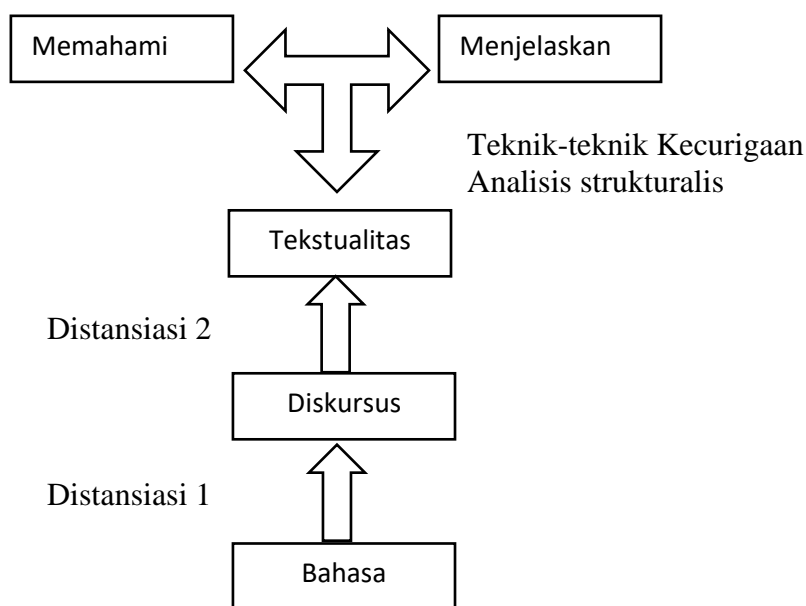 Memahami
Menjelaskan
Teknik-teknik Kecurigaan
Analisis strukturalis
Tekstualitas
Distansiasi 2
Diskursus
Distansiasi 1
Bahasa